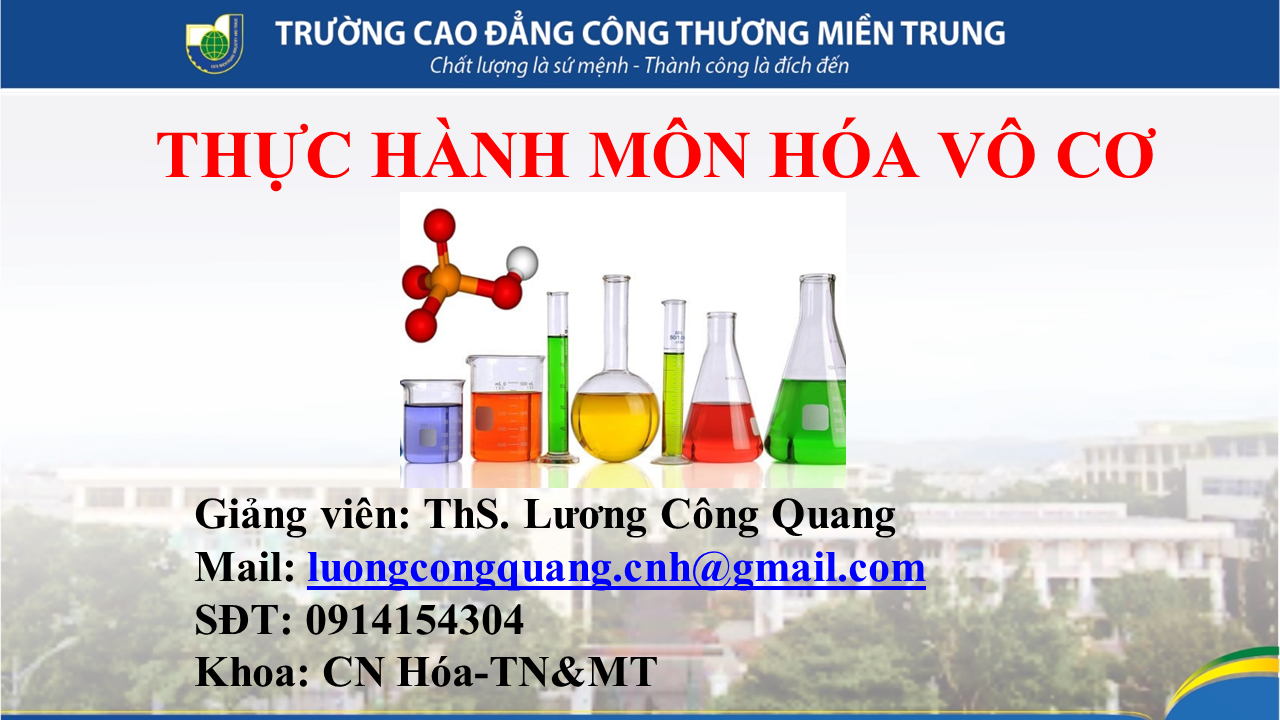 TRƯỜNG CAO ĐẲNG CÔNG THƯƠNG MIỀN TRUNG
Chất lượng là sứ mệnh - Thành công là đích đến
THỰC HÀNH MÔN HÓA VÔ CƠ
Giảng viên: ThS. Lương Công Quang
Mail: luongcongquang.cnh@gmail.com
SĐT: 0914154304
Khoa: CN Hóa-TN&MT